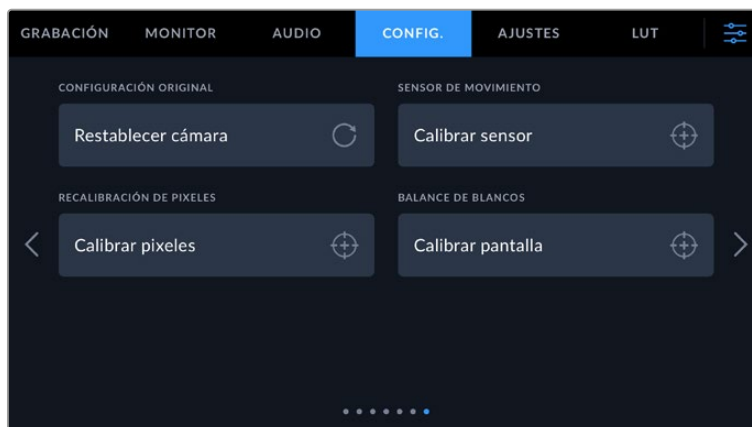 GRABACIÓN MONITOR AUDIO CONFIG. AJUSTES LUT
CONFIGURACIÓN ORIGINAL SENSOR DE MOVIMIENTO
Restablecer cámara Calibrar sensor
RECALIBRACIÓN DE PIXELES BALANCE DE BLANCOS
Calibrar pixeles Calibrar pantalla